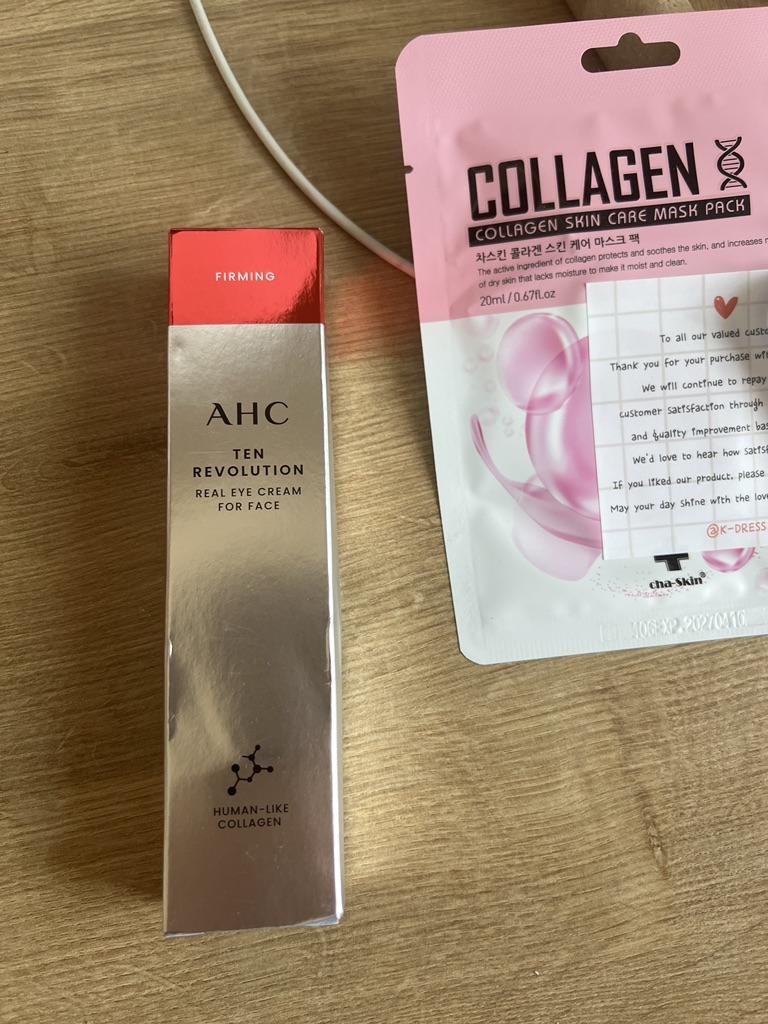 FIRMING
AHC
TEN
REVOLUTION
REAL EYE CREAM
FOR FACE
HUMAN-LIKE
COLLAGEN
COLLAGEN
COLLAGEN SKIN CARE MASK PACK
차스킨 콜라겐 스킨 케어 마스크 팩
The active ingredient of collagen protects and soothes the skin, and increases
of dry skin that lacks moisture to make it moist and clean.
20ml / 0.67fl.oz
To all our valued
Thank you for your purchase
We will continue to repay
customer satisfaction through
and quality improvement
We'd love to hear how
If you liked our product, please
May your day shine with the
@K-DRESS
cha-Skin®
EXP. 20270416